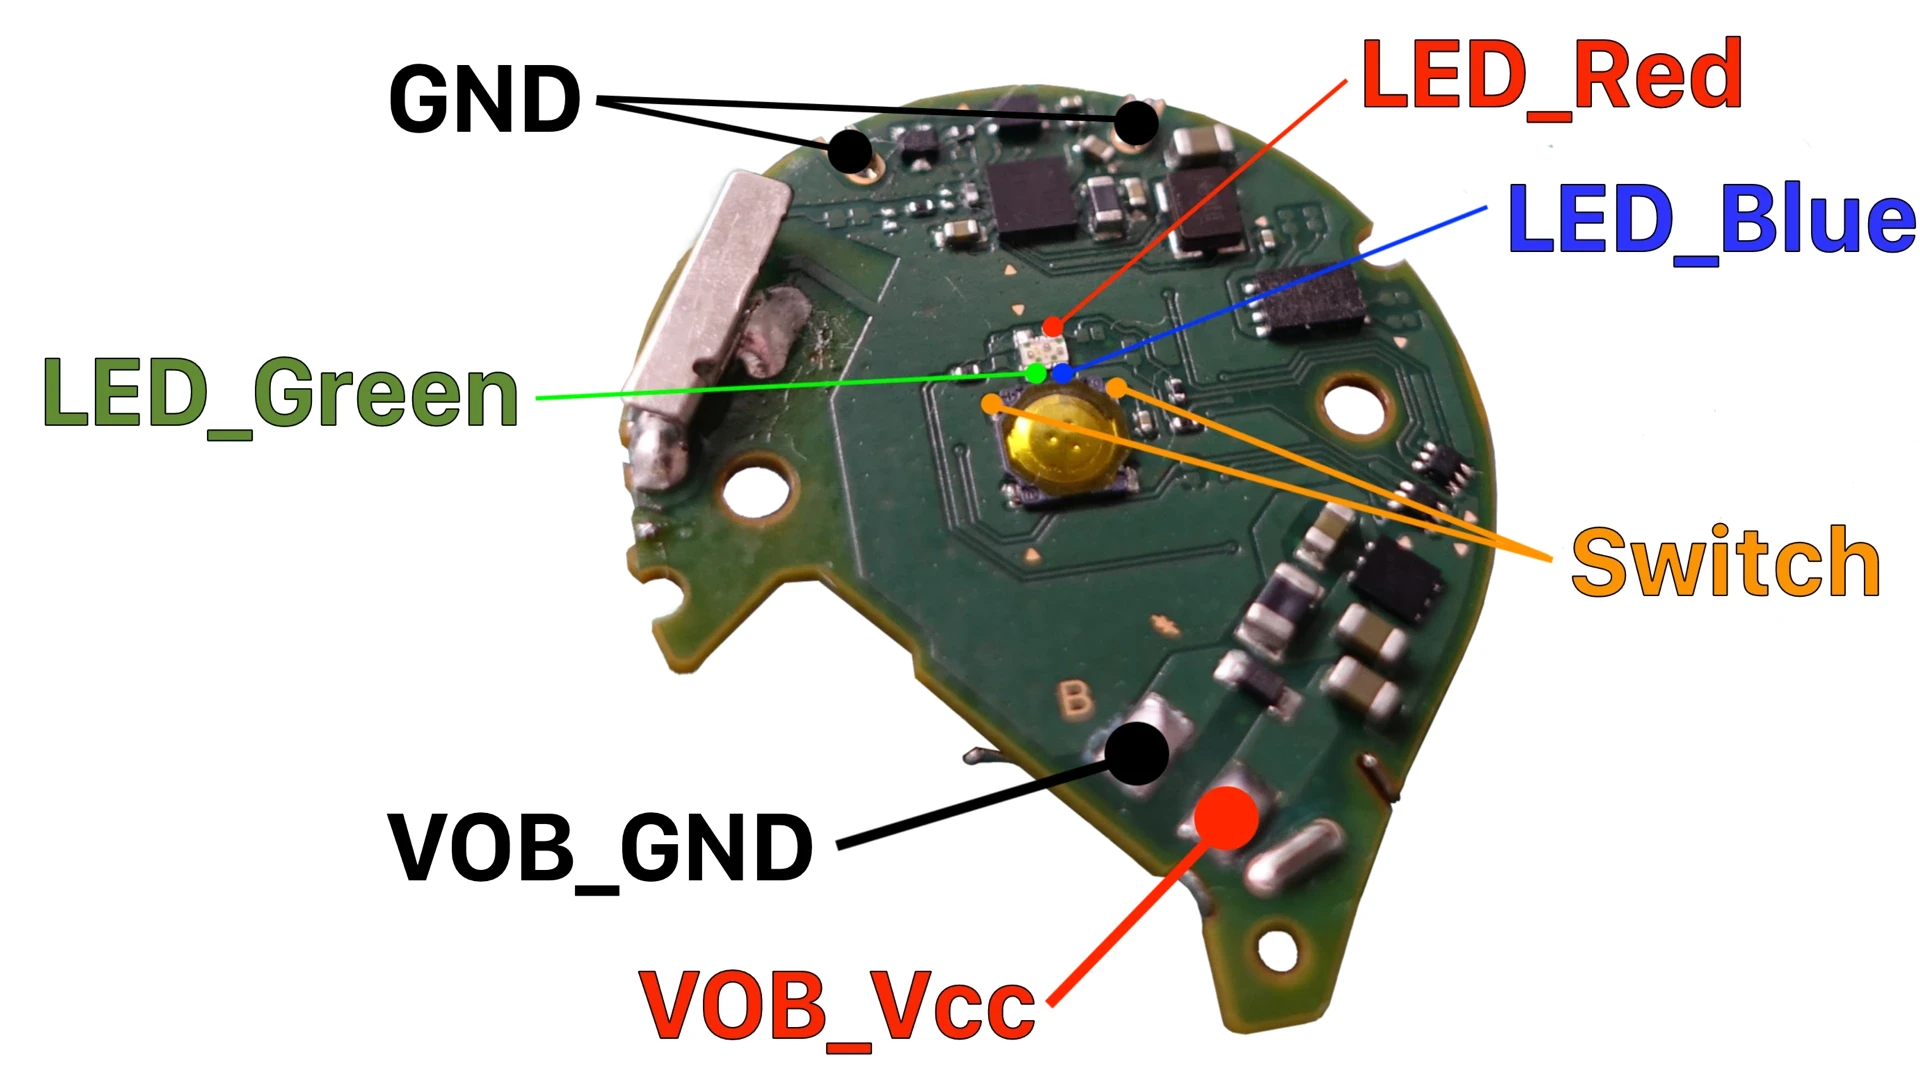 GND
LED_Red
LED_Blue
LED_Green
Switch
B
VOB_GND
VOB_Vcc